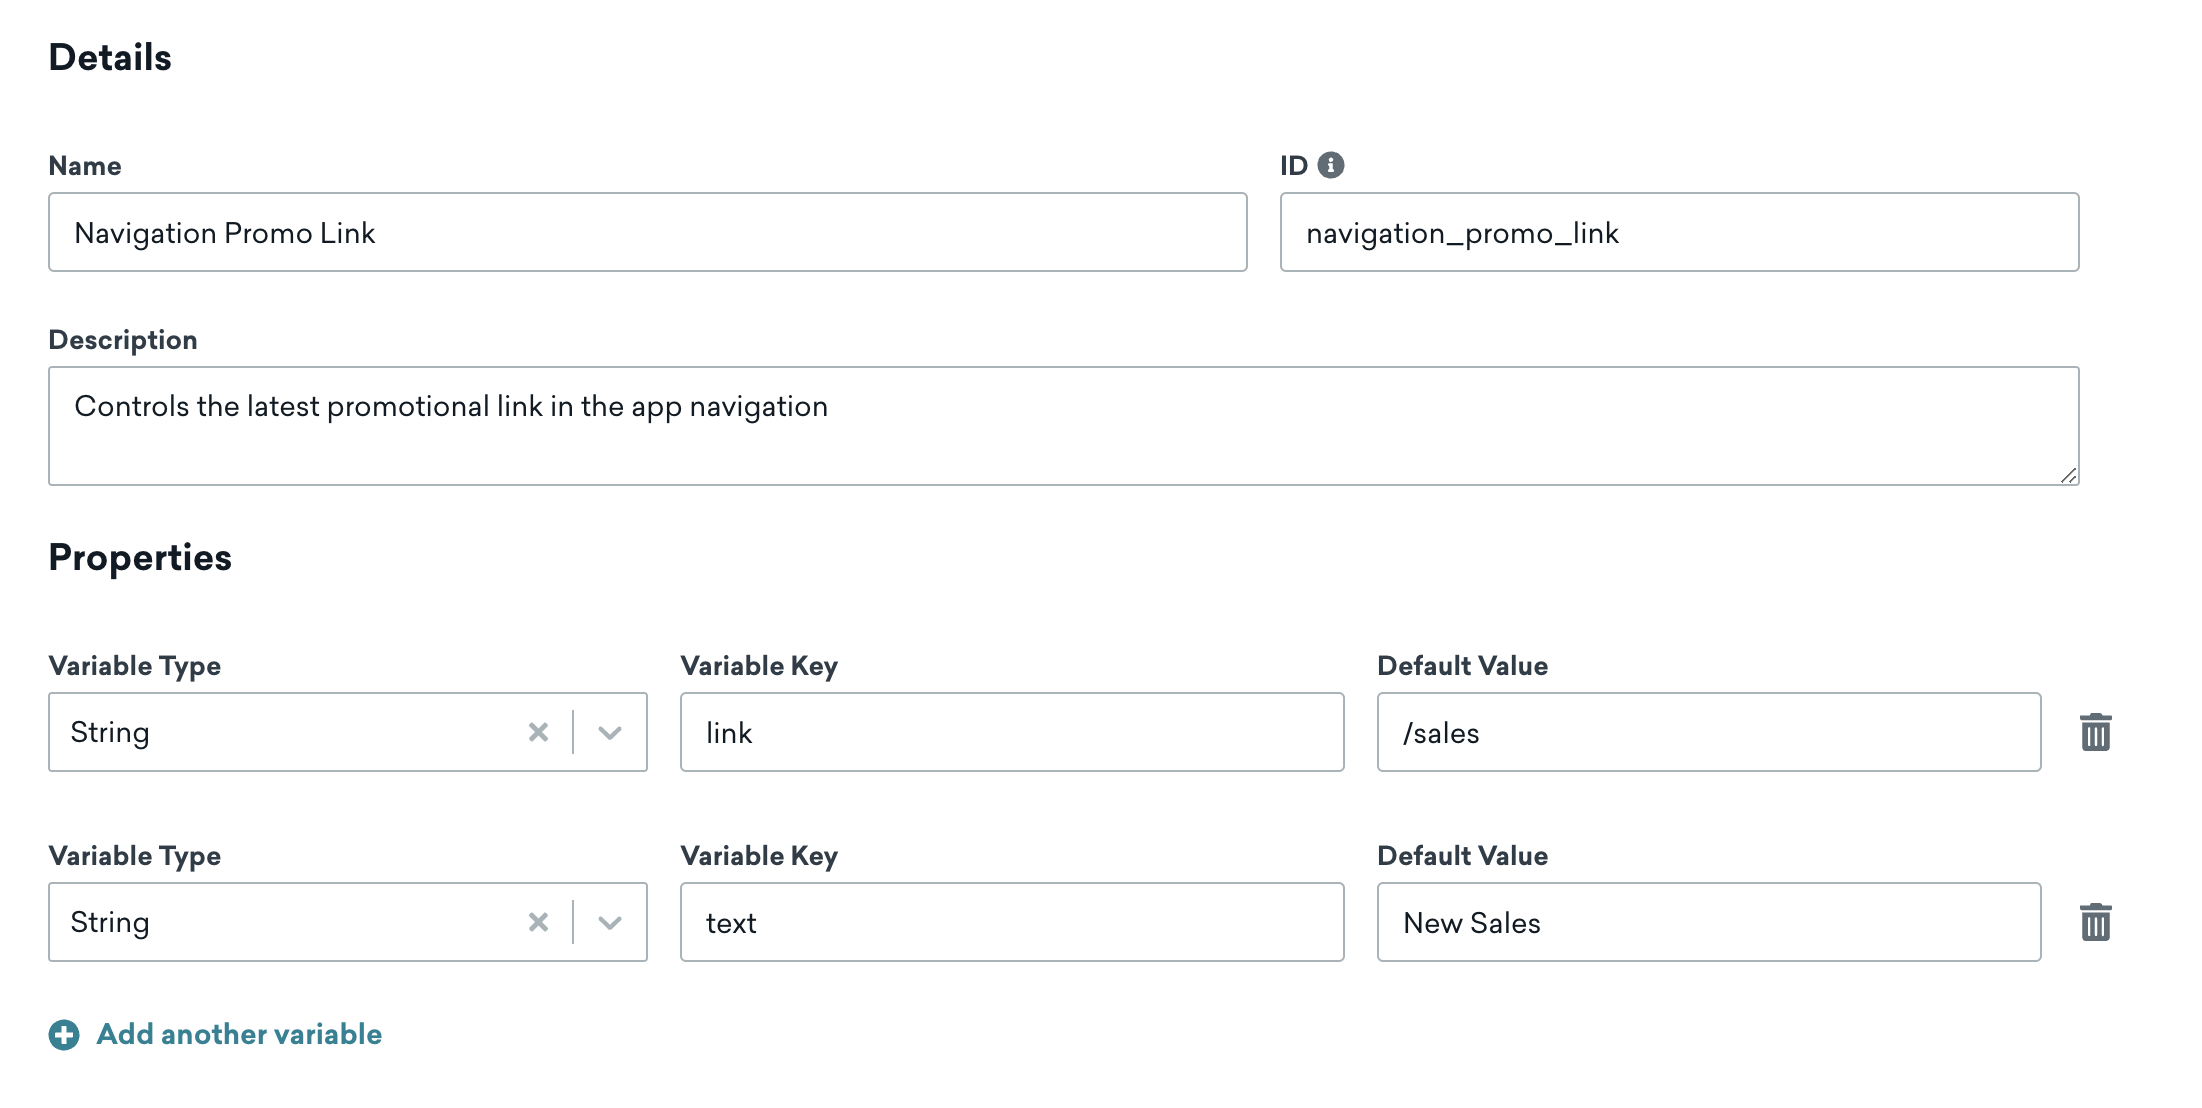 Details
Name
ID
Navigation Promo Link
navigation_promo_link
Description
Controls the latest promotional link in the app navigation
Properties
Variable Type
Variable Key
Default Value
String
link
/sales
Variable Type
Variable Key
Default Value
String
text
New Sales
Add another variable